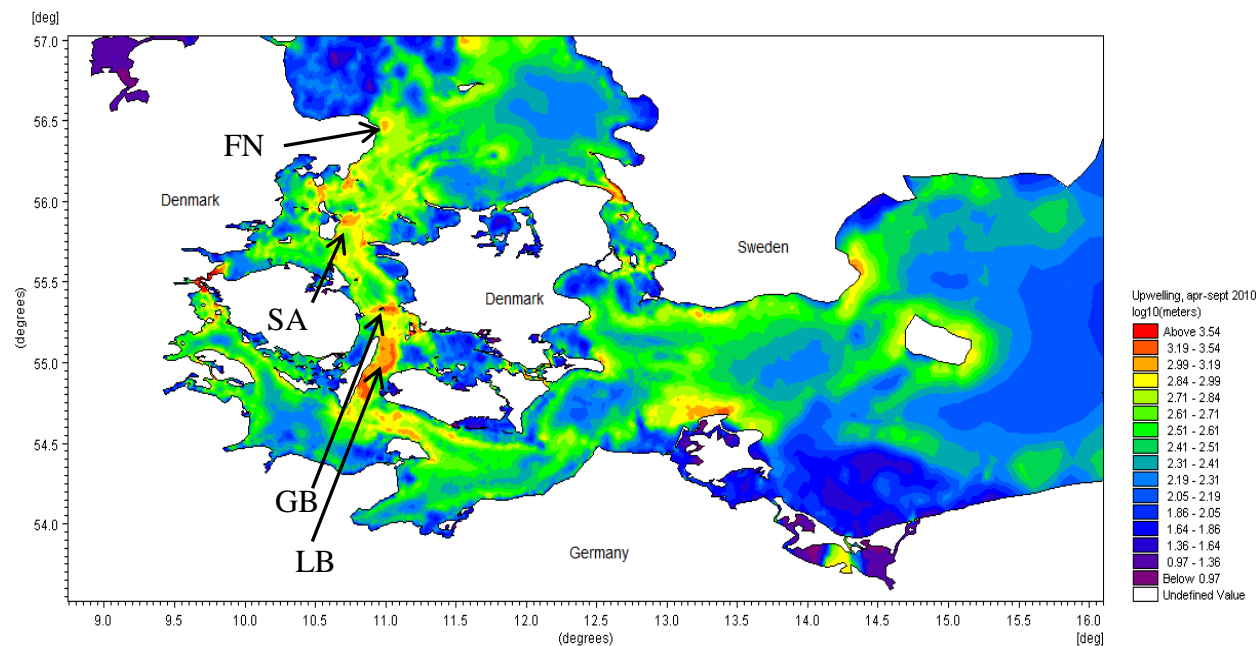 [deg]
57.0
56.5
56.0
55.5
55.0
54.5
54.0
(degrees)
FN
Denmark
SA
Denmark
Sweden
GB
LB
Germany
9.0 9.5 10.0 10.5 11.0 11.5 12.0 12.5 13.0 13.5 14.0 14.5 15.0 15.5 16.0
(degrees) [deg]
Upwelling, apr-sept 2010
log10(meters)
Above 3.54
3.19 - 3.54
2.99 - 3.19
2.84 - 2.99
2.71 - 2.84
2.61 - 2.71
2.51 - 2.61
2.41 - 2.51
2.31 - 2.41
2.19 - 2.31
2.05 - 2.19
1.86 - 2.05
1.64 - 1.86
1.36 - 1.64
0.97 - 1.36
Below 0.97
Undefined Value